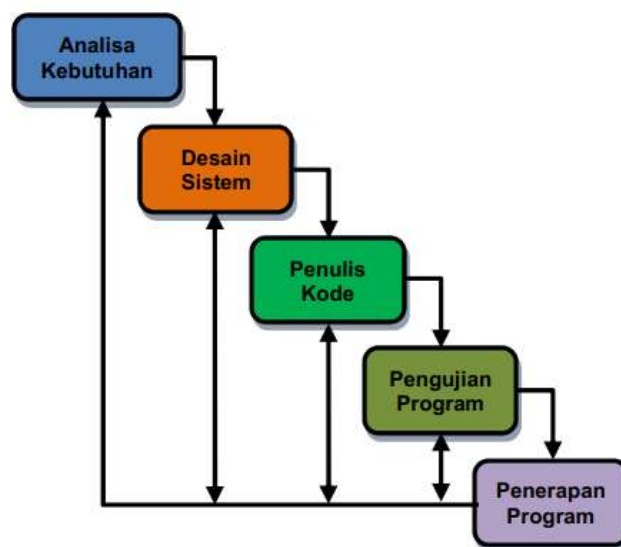 Analisa
Kebutuhan
Desain
Sistem
Penulis
Kode
Pengujian
Program
Penerapan
Program